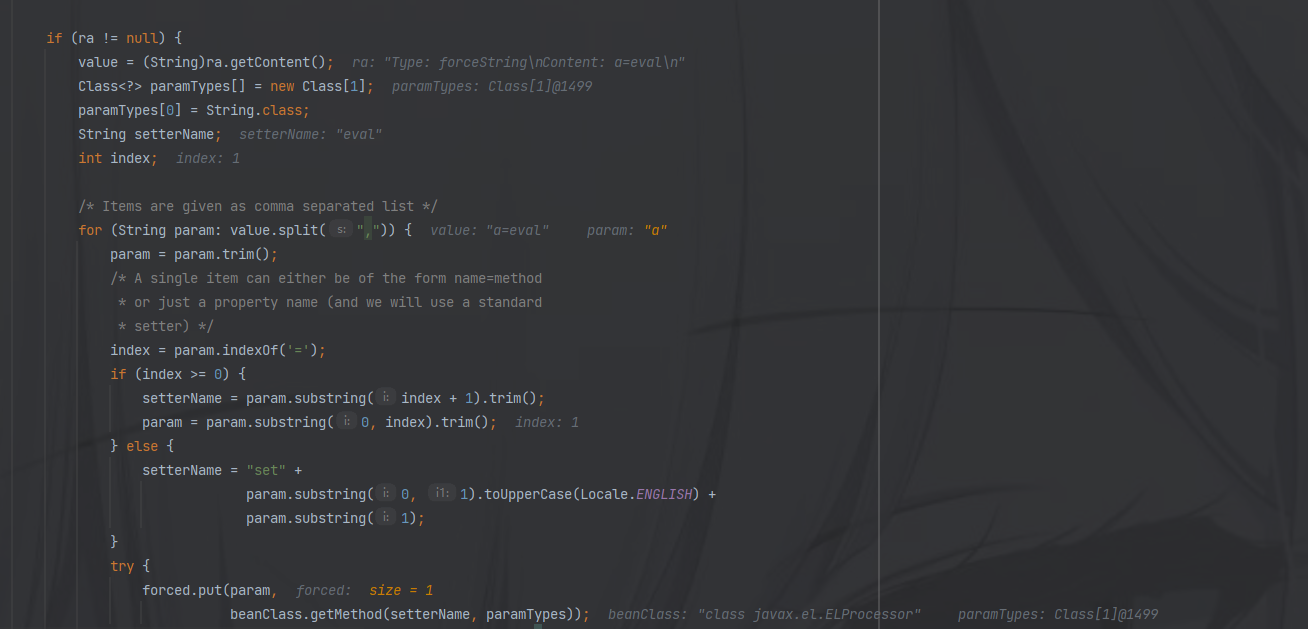 if (ra != null) {
value = (String)ra.getContent();  ra: "Type: forceString\nContent: a=eval\n"
Class<?> paramTypes[] = new Class[1];  paramTypes: Class[1]@1499
paramTypes[0] = String.class;
String setterName;  setterName: "eval"
int index;  index: 1
/* Items are given as comma separated list */
for (String param: value.split( s: ",")) {  value: "a=eval"  param: "a"
param = param.trim();
/* A single item can either be of the form name=method
* or just a property name (and we will use a standard
* setter) */
index = param.indexOf('=');
if (index >= 0) {
setterName = param.substring( i: index + 1).trim();
param = param.substring( i: 0, index).trim();  index: 1
} else {
setterName = "set" +
param.substring( i: 0,  i1: 1).toUpperCase(Locale.ENGLISH) +
param.substring( i: 1);
}
try {
forced.put(param,  forced:  size = 1
beanClass.getMethod(setterName, paramTypes));  beanClass: "class javax.el.ELProcessor"  paramTypes: Class[1]@1499